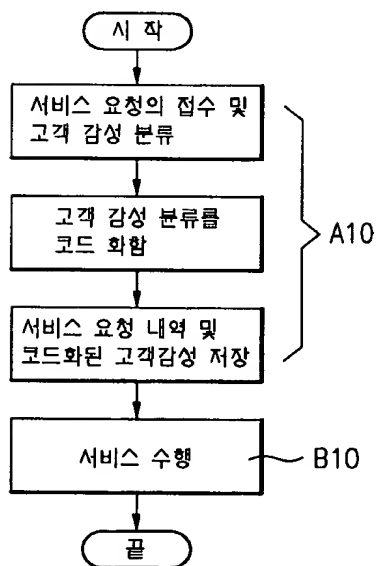 시 작
서비스 요청의 접수 및
고객 감성 분류
고객 감성 분류를
코드 화함
A10
서비스 요청 내역 및
코드화된 고객감성 저장
서비스 수행
B10
끝